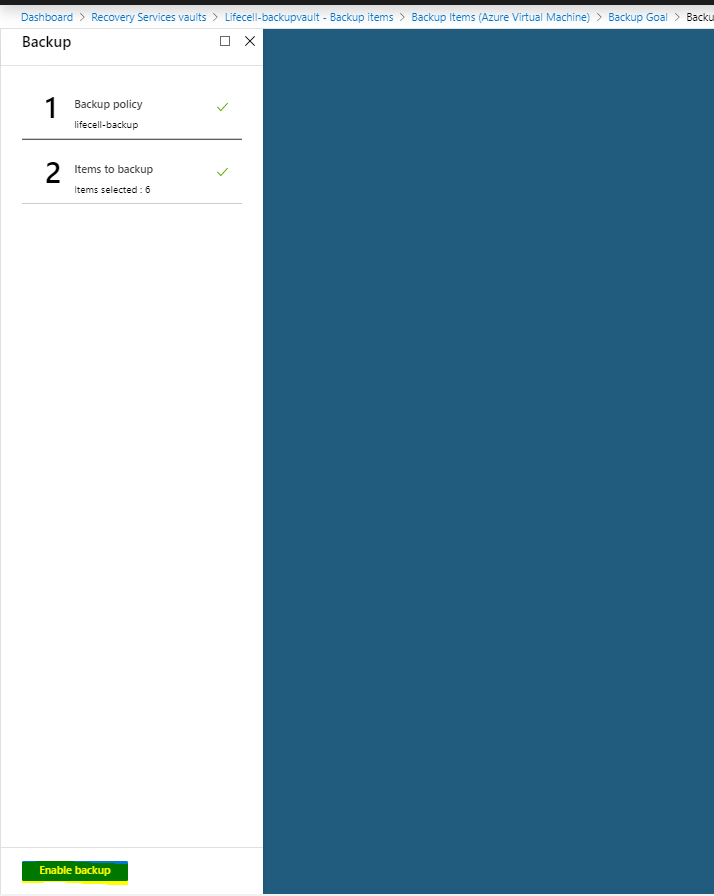 Dashboard > Recovery Services vaults > Lifecell-backupvault - Backup items > Backup Items (Azure Virtual Machine) > Backup Goal > Backu
Backup
1 Backup policy
lifecell-backup
2 Items to backup
Items selected : 6
Enable backup